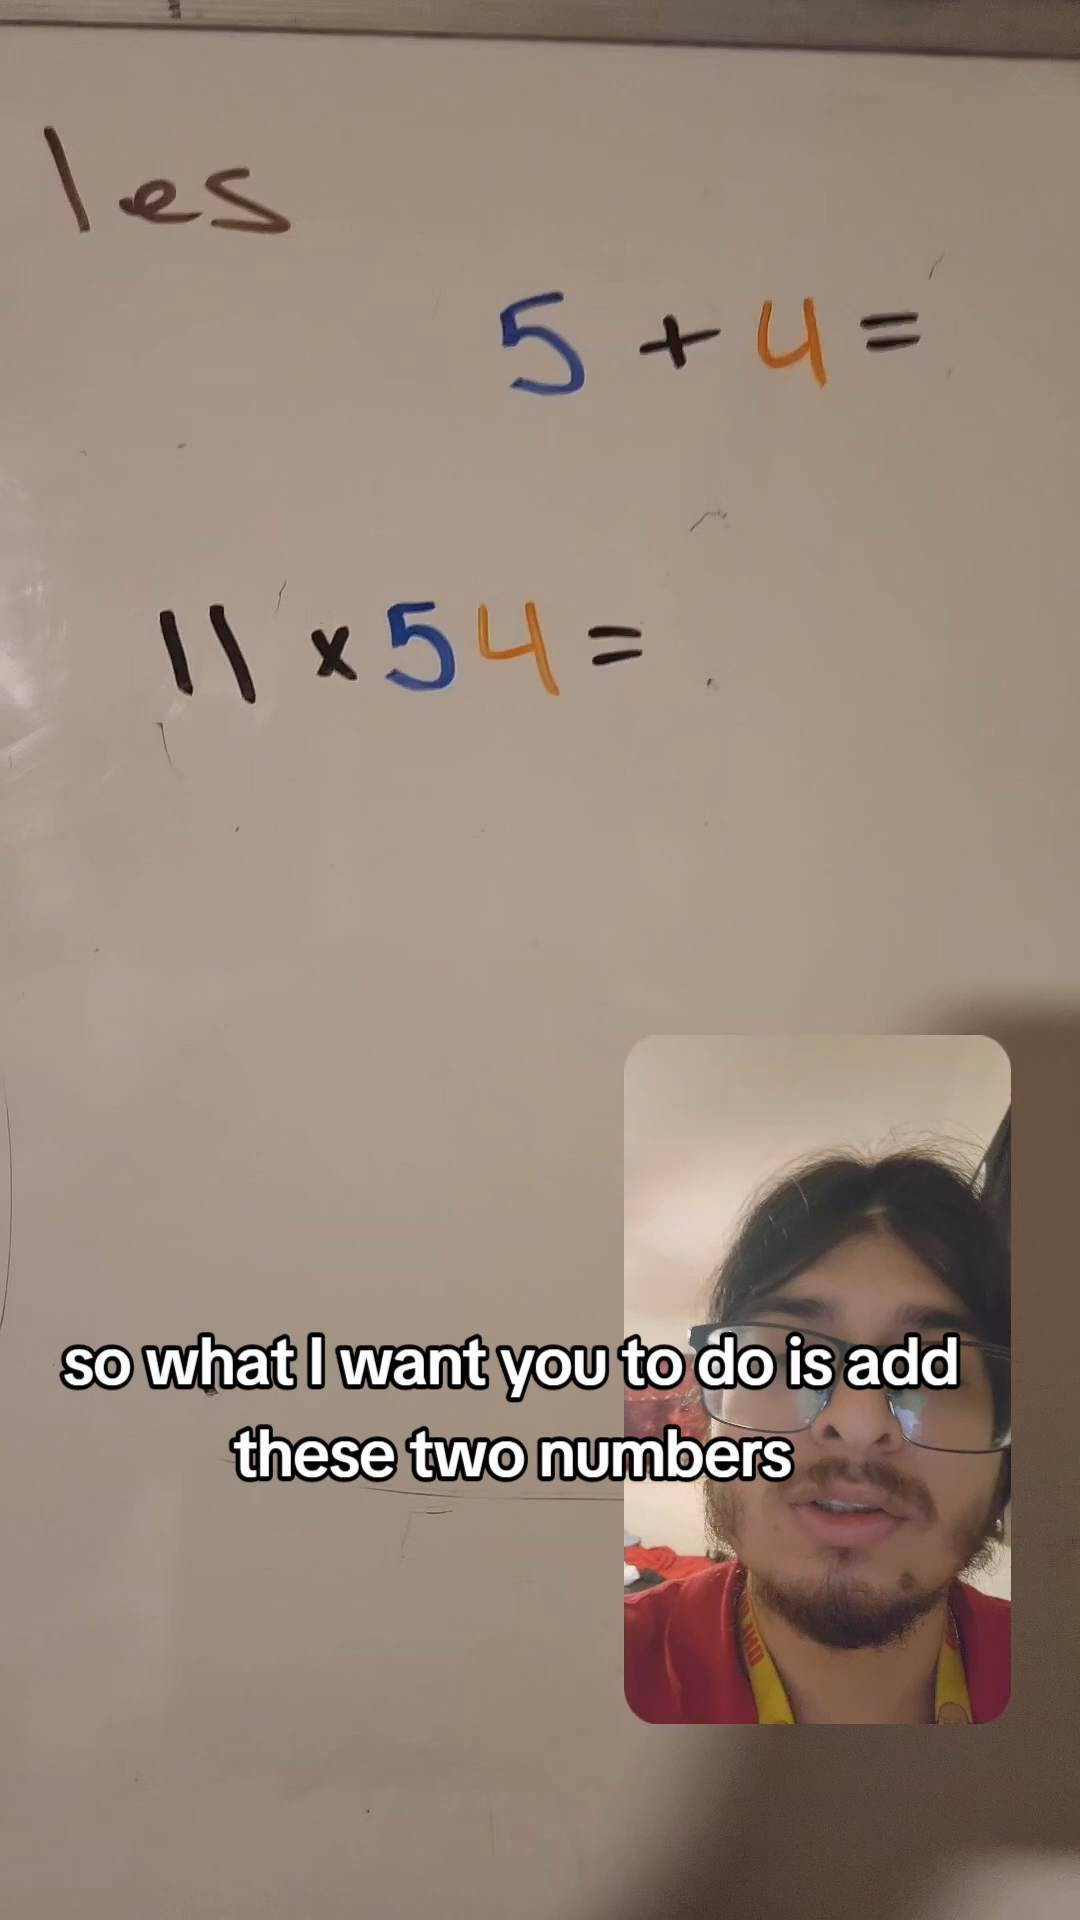 les
5 + 4 =
11 x 54 =
so what I want you to do is add
these two numbers